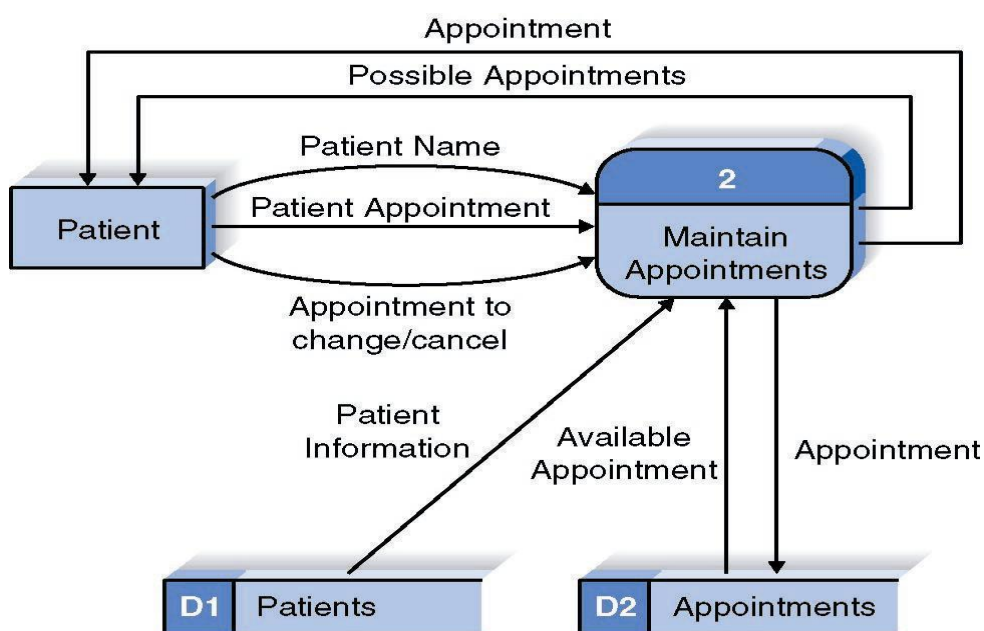 Appointment
Possible Appointments
Patient Name
2
Patient Appointment
Patient
Maintain
Appointments
Appointment to
change/cancel
Patient
Information
Available
Appointment
Appointment
D1 Patients
D2 Appointments